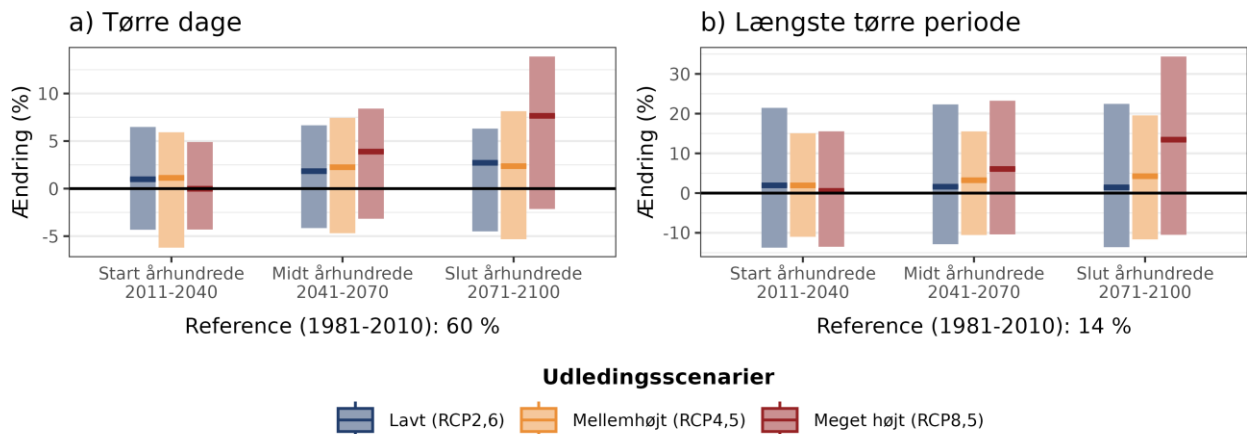 a) Tørre dage
Ændring (%)
10
5
0
-5
Start århundrede
2011-2040
Midt århundrede
2041-2070
Slut århundrede
2071-2100
Reference (1981-2010): 60 %
b) Længste tørre periode
Ændring (%)
30
20
10
0
-10
Start århundrede
2011-2040
Midt århundrede
2041-2070
Slut århundrede
2071-2100
Reference (1981-2010): 14 %
Udledingsscenarier
Lavt (RCP2,6)
Mellemhøjt (RCP4,5)
Meget højt (RCP8,5)